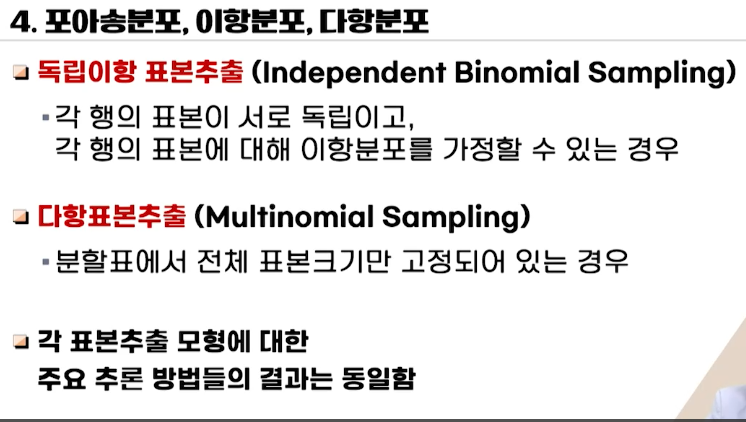 4. 포아송분포, 이항분포, 다항분포
독립이항 표본추출 (Independent Binomial Sampling)
각 행의 표본이 서로 독립이고,
각 행의 표본에 대해 이항분포를 가정할 수 있는 경우
다항표본추출 (Multinomial Sampling)
분할표에서 전체 표본크기만 고정되어 있는 경우
각 표본추출 모형에 대한
주요 추론 방법들의 결과는 동일함